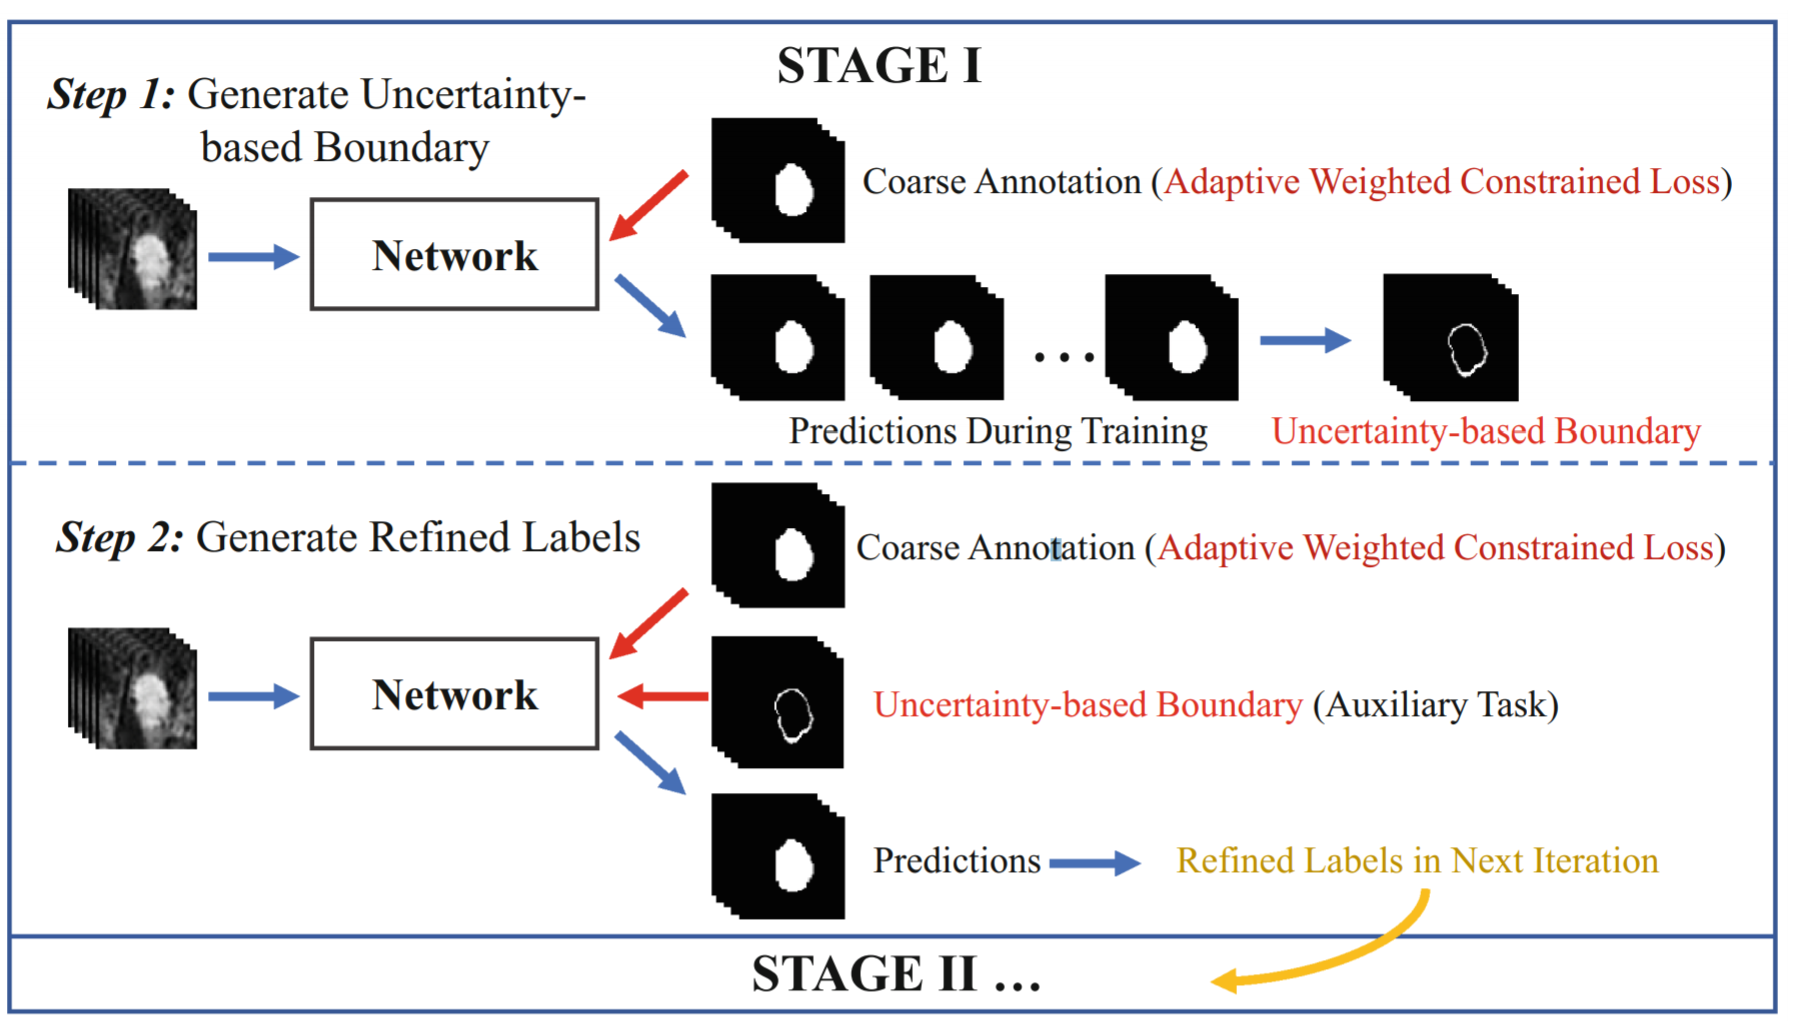 STAGE I
Step 1: Generate Uncertainty-
based Boundary
Coarse Annotation (Adaptive Weighted Constrained Loss)
Network
...
Predictions During Training
Uncertainty-based Boundary
Step 2: Generate Refined Labels
Coarse Annotation (Adaptive Weighted Constrained Loss)
Network
Uncertainty-based Boundary (Auxiliary Task)
Predictions
Refined Labels in Next Iteration
STAGE II ...